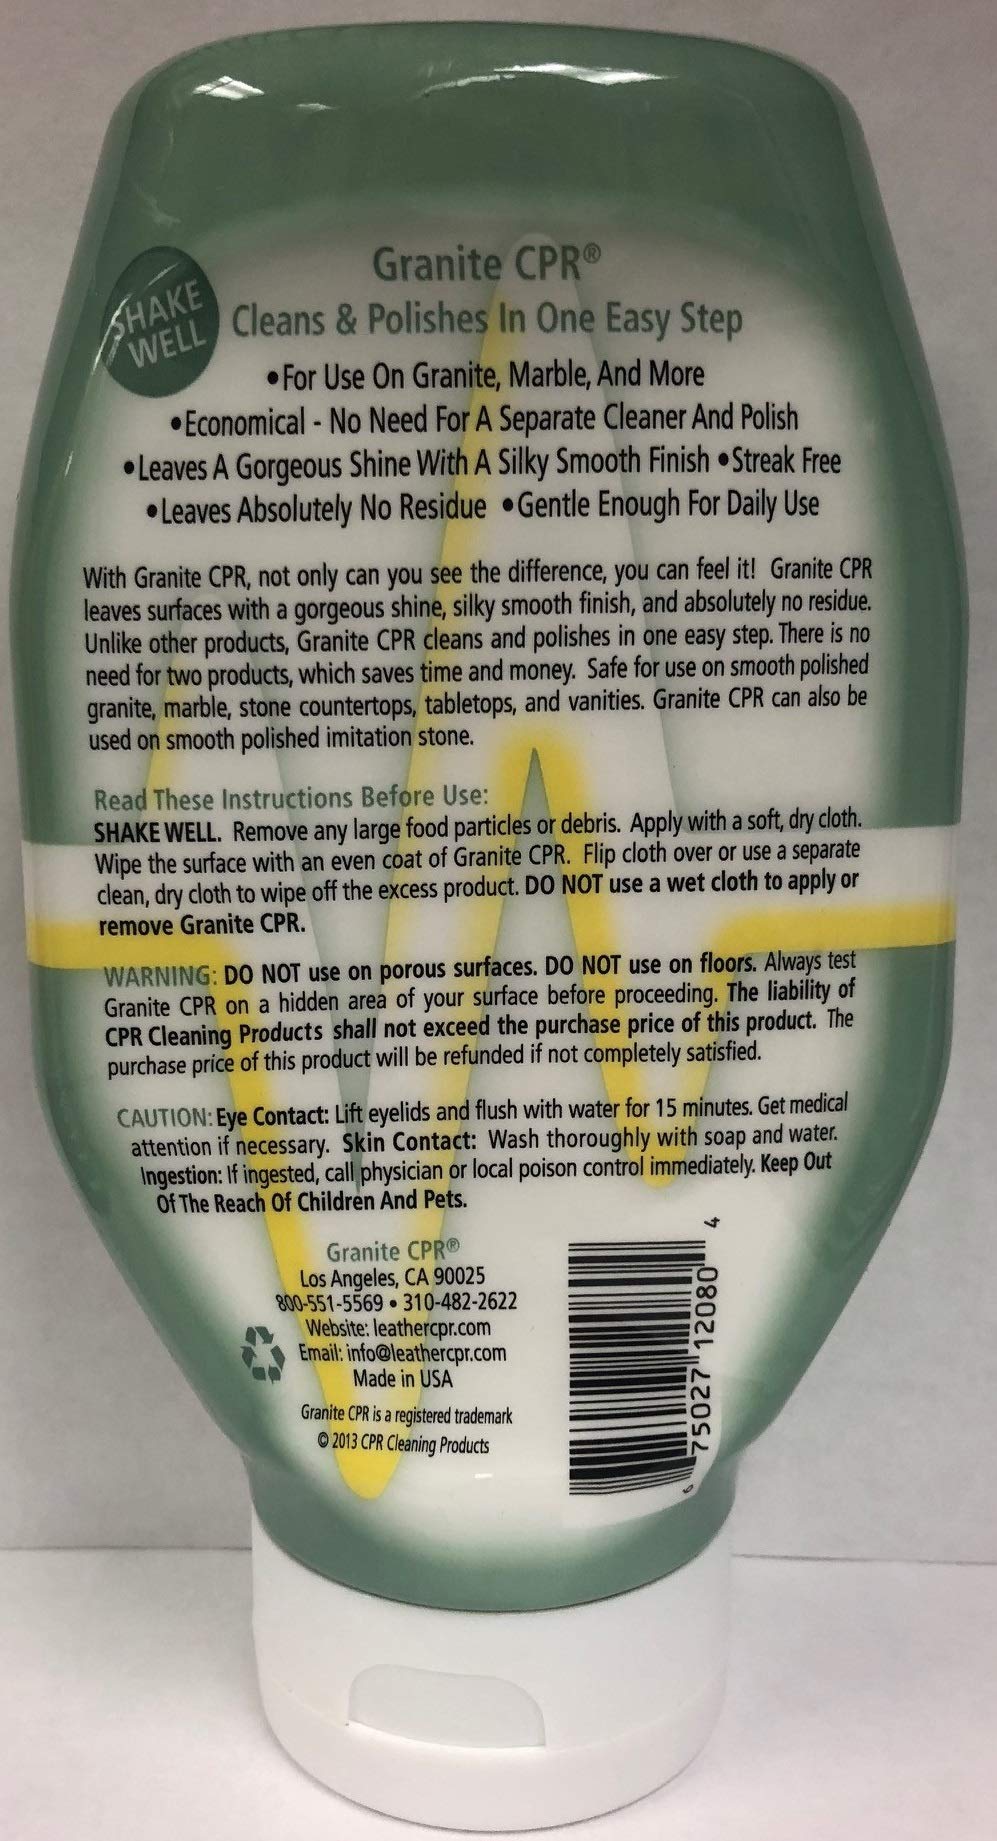 SHAKE
WELL
Granite CPR®
Cleans & Polishes In One Easy Step
•For Use On Granite, Marble, And More
•Economical - No Need For A Separate Cleaner And Polish
•Leaves A Gorgeous Shine With A Silky Smooth Finish •Streak Free
•Leaves Absolutely No Residue •Gentle Enough For Daily Use
With Granite CPR, not only can you see the difference, you can feel it! Granite CPR
leaves surfaces with a gorgeous shine, silky smooth finish, and absolutely no residue.
Unlike other products, Granite CPR cleans and polishes in one easy step. There is no
need for two products, which saves time and money. Safe for use on smooth polished
granite, marble, stone countertops, tabletops, and vanities. Granite CPR can also be
used on smooth polished imitation stone.
Read These Instructions Before Use:
SHAKE WELL. Remove any large food particles or debris. Apply with a soft, dry cloth.
Wipe the surface with an even coat of Granite CPR. Flip cloth over or use a separate
clean, dry cloth to wipe off the excess product. DO NOT use a wet cloth to apply or
remove Granite CPR.
WARNING: DO NOT use on porous surfaces. DO NOT use on floors. Always test
Granite CPR on a hidden area of your surface before proceeding. The liability of
CPR Cleaning Products shall not exceed the purchase price of this product. The
purchase price of this product will be refunded if not completely satisfied.
CAUTION: Eye Contact: Lift eyelids and flush with water for 15 minutes. Get medical
attention if necessary. Skin Contact: Wash thoroughly with soap and water.
Ingestion: If ingested, call physician or local poison control immediately. Keep Out
Of The Reach Of Children And Pets.
Granite CPR®
Los Angeles, CA 90025
800-551-5569 • 310-482-2622
Website: leathercpr.com
Email: info@leathercpr.com
Made in USA
Granite CPR is a registered trademark
© 2013 CPR Cleaning Products
6 75027 12080 4